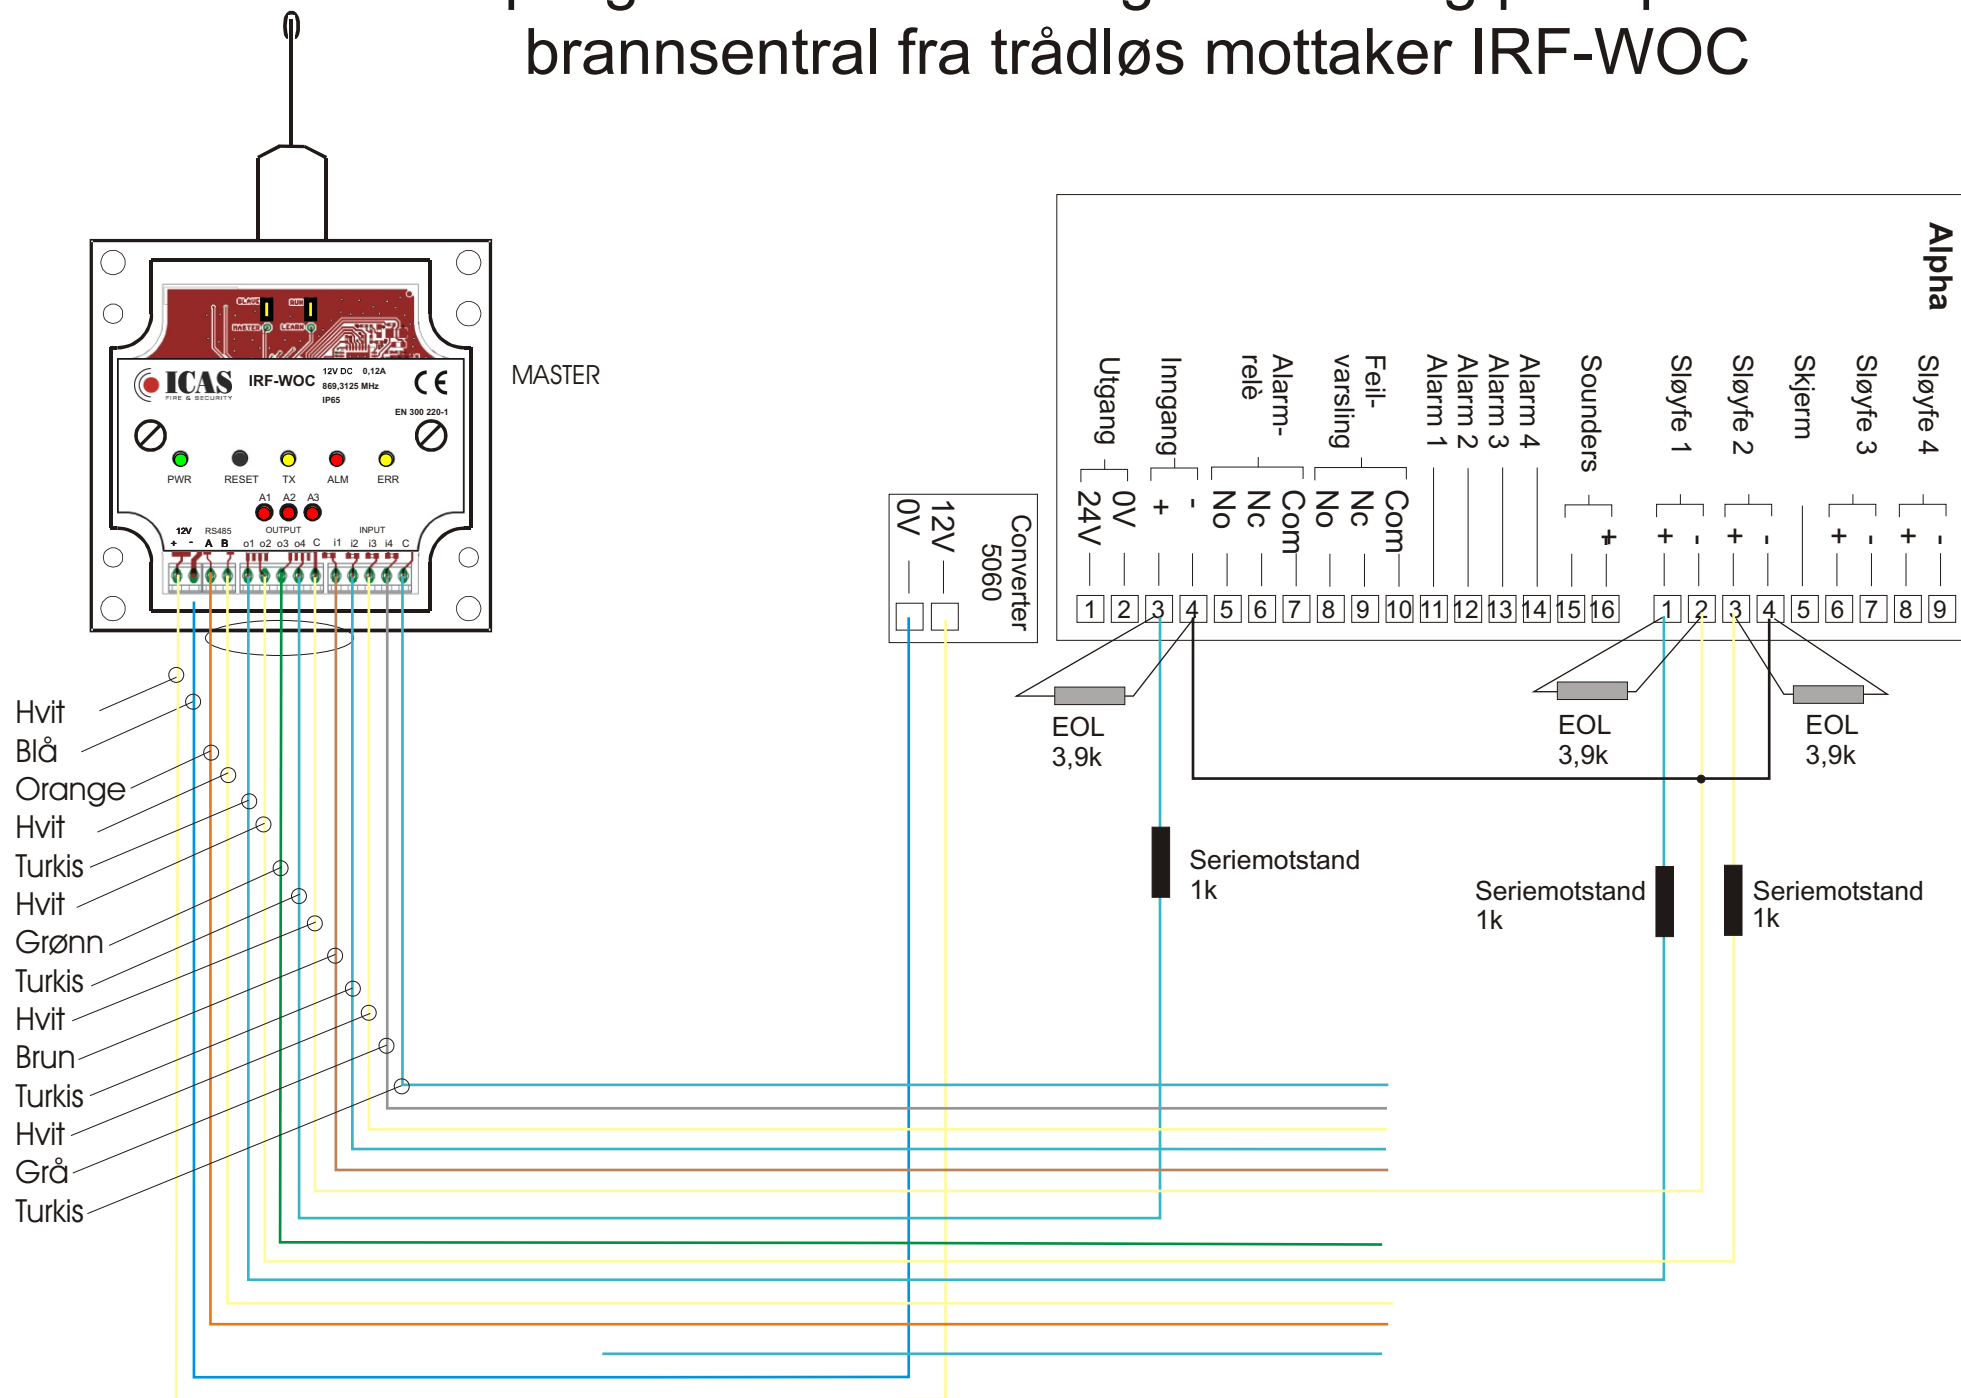 brannsentral fra trådløs mottaker IRF-WOC
SLAVE
RUN
MASTER
LEARN
ICAS
FIRE & SECURITY
IRF-WOC
12V DC 0,12A
869,3125 MHz
IP65
CE
EN 300 220-1
MASTER
PWR
RESET
TX
ALM
ERR
A1 A2 A3
12V
RS485
OUTPUT
INPUT
+ - A B o1 o2 o3 o4 C i1 i2 i3 i4 C
Hvit
Blå
Orange
Hvit
Turkis
Hvit
Grønn
Turkis
Hvit
Brun
Turkis
Hvit
Grå
Turkis
Converter
5060
0V
12V
Alpha
Utgang
Inngang
Alarm-
relè
Feil-
varsling
Alarm 1
Alarm 2
Alarm 3
Alarm 4
Sounders
Sløyfe 1
Sløyfe 2
Skjerm
Sløyfe 3
Sløyfe 4
24V
0V
+
-
No
Nc
Com
No
Nc
Com
+
+
-
+
-
+
-
+
-
1 2 3 4 5 6 7 8 9 10 11 12 13 14 15 16
1 2 3 4 5 6 7 8 9
EOL
3,9k
EOL
3,9k
EOL
3,9k
Seriemotstand
1k
Seriemotstand
1k
Seriemotstand
1k